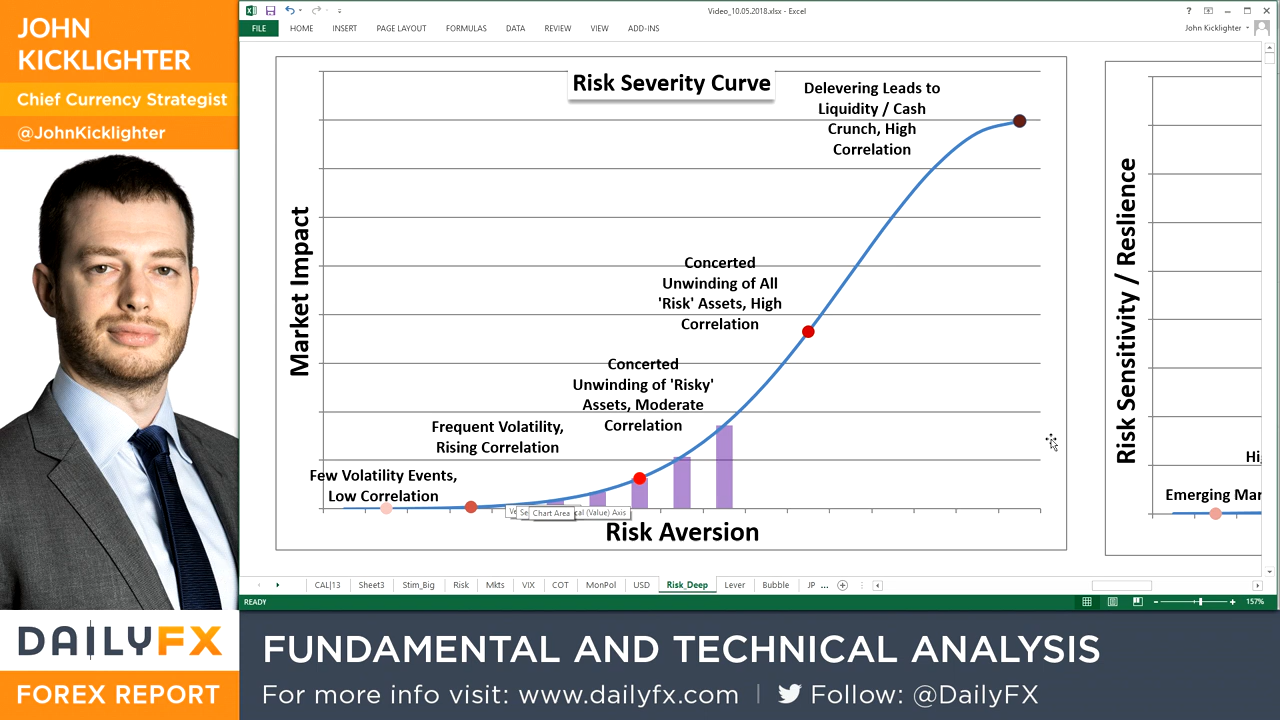 JOHN
KICKLIGHTER
Chief Currency Strategist
@JohnKicklighter
DAILYFX
FOREX REPORT
Video_10.05.2018.xlsx - Excel
?
FILE
HOME
INSERT
PAGE LAYOUT
FORMULAS
DATA
REVIEW
VIEW
ADD-INS
John Kicklighter
Risk Severity Curve
Delevering Leads to
Liquidity / Cash
Crunch, High
Correlation
Market Impact
Concerted
Unwinding of All
'Risk' Assets, High
Correlation
Concerted
Unwinding of 'Risky'
Assets, Moderate
Correlation
Frequent Volatility,
Rising Correlation
Few Volatility Events,
Low Correlation
Chart Area
cal (Value) Axis
Risk Aversion
Risk Sensitivity / Reslience
Emerging Mar
CAL|13
Sheet3
Stim_Big
Risk
Mkts
VIX
COT
MonPol
USD
Risk_Deep
Lever
Bubble
JP ...
READY
157%
FUNDAMENTAL AND TECHNICAL ANALYSIS
For more info visit: www.dailyfx.com | Follow: @DailyFX